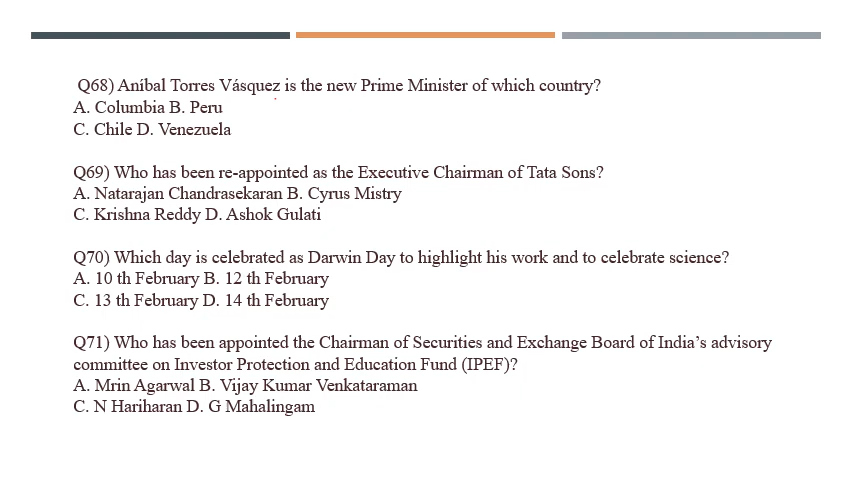 Q68) Aníbal Torres Vásquez is the new Prime Minister of which country?
A. Columbia B. Peru
C. Chile D. Venezuela
Q69) Who has been re-appointed as the Executive Chairman of Tata Sons?
A. Natarajan Chandrasekaran B. Cyrus Mistry
C. Krishna Reddy D. Ashok Gulati
Q70) Which day is celebrated as Darwin Day to highlight his work and to celebrate science?
A. 10 th February B. 12 th February
C. 13 th February D. 14 th February
Q71) Who has been appointed the Chairman of Securities and Exchange Board of India’s advisory
committee on Investor Protection and Education Fund (IPEF)?
A. Mrin Agarwal B. Vijay Kumar Venkataraman
C. N Hariharan D. G Mahalingam